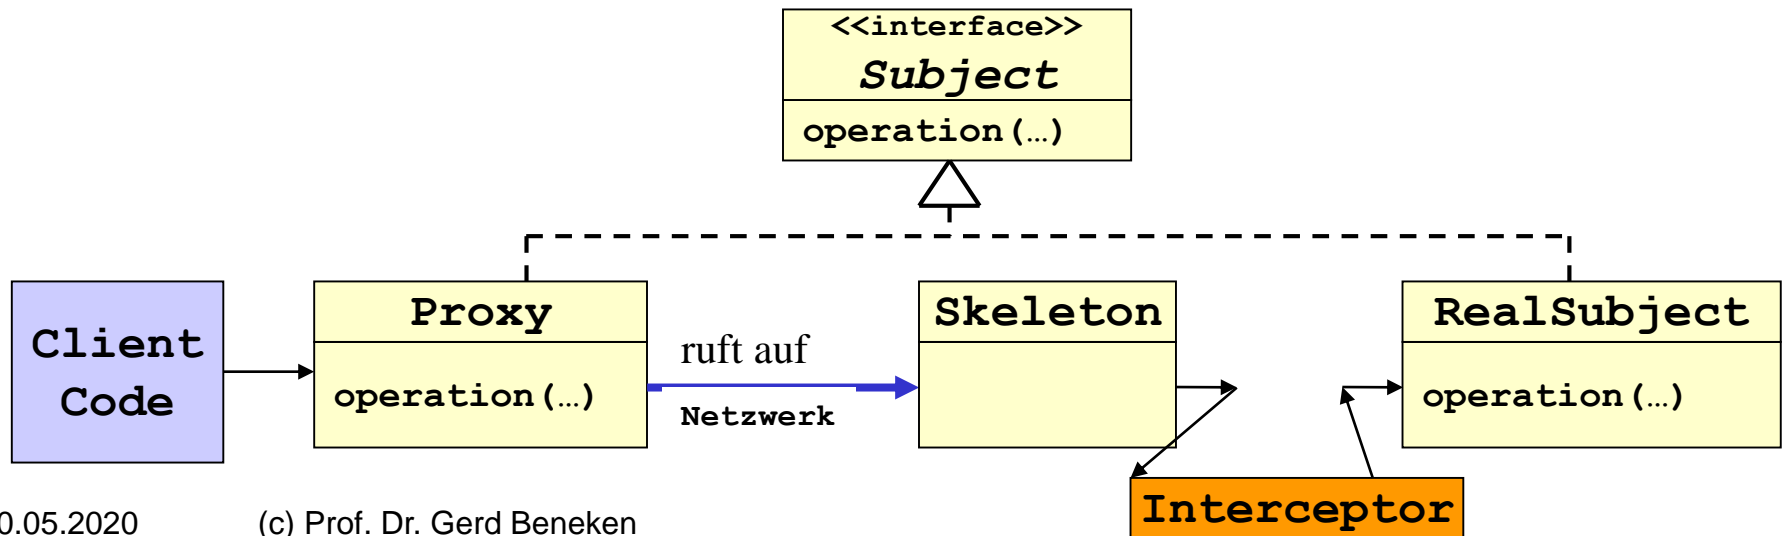 <<interface>>
Subject
operation(…)
Client
Code
Proxy
operation(…)
ruft auf
Netzwerk
Skeleton
RealSubject
operation(…)
Interceptor
0.05.2020
(c) Prof. Dr. Gerd Beneken